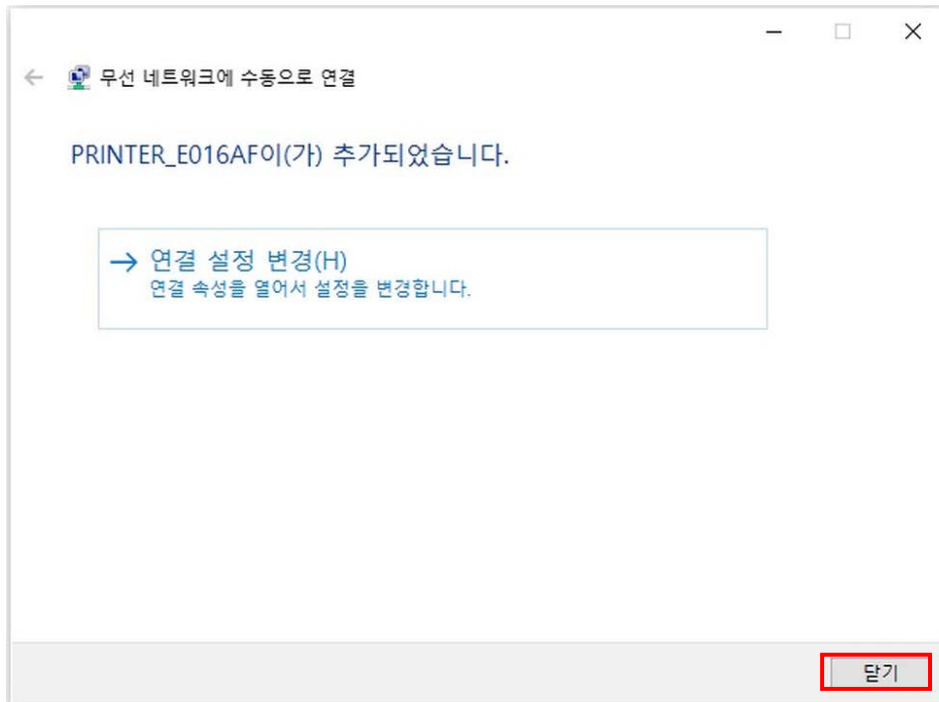 무선 네트워크에 수동으로 연결
PRINTER_E016AF이(가) 추가되었습니다.
연결 설정 변경(H)
연결 속성을 열어서 설정을 변경합니다.
닫기